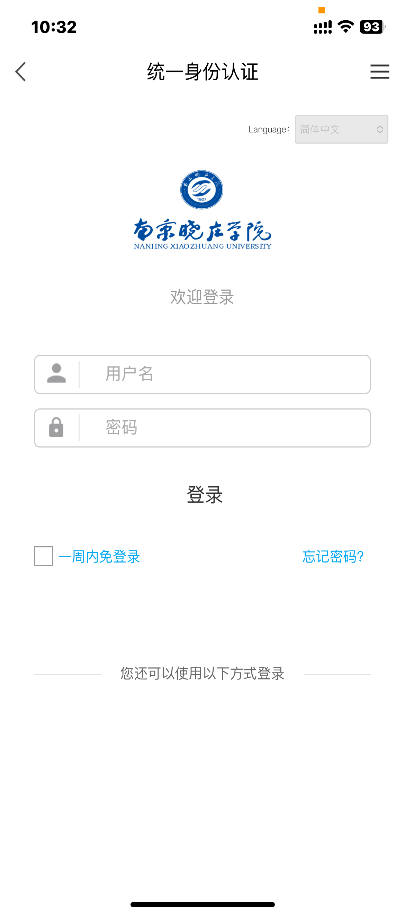 10:32
93
统一身份认证
Language: 简体中文
南京晓庄学院
NANJING XIAOZHUANG UNIVERSITY
欢迎登录
用户名
密码
登录
一周内免登录 忘记密码?
您还可以使用以下方式登录